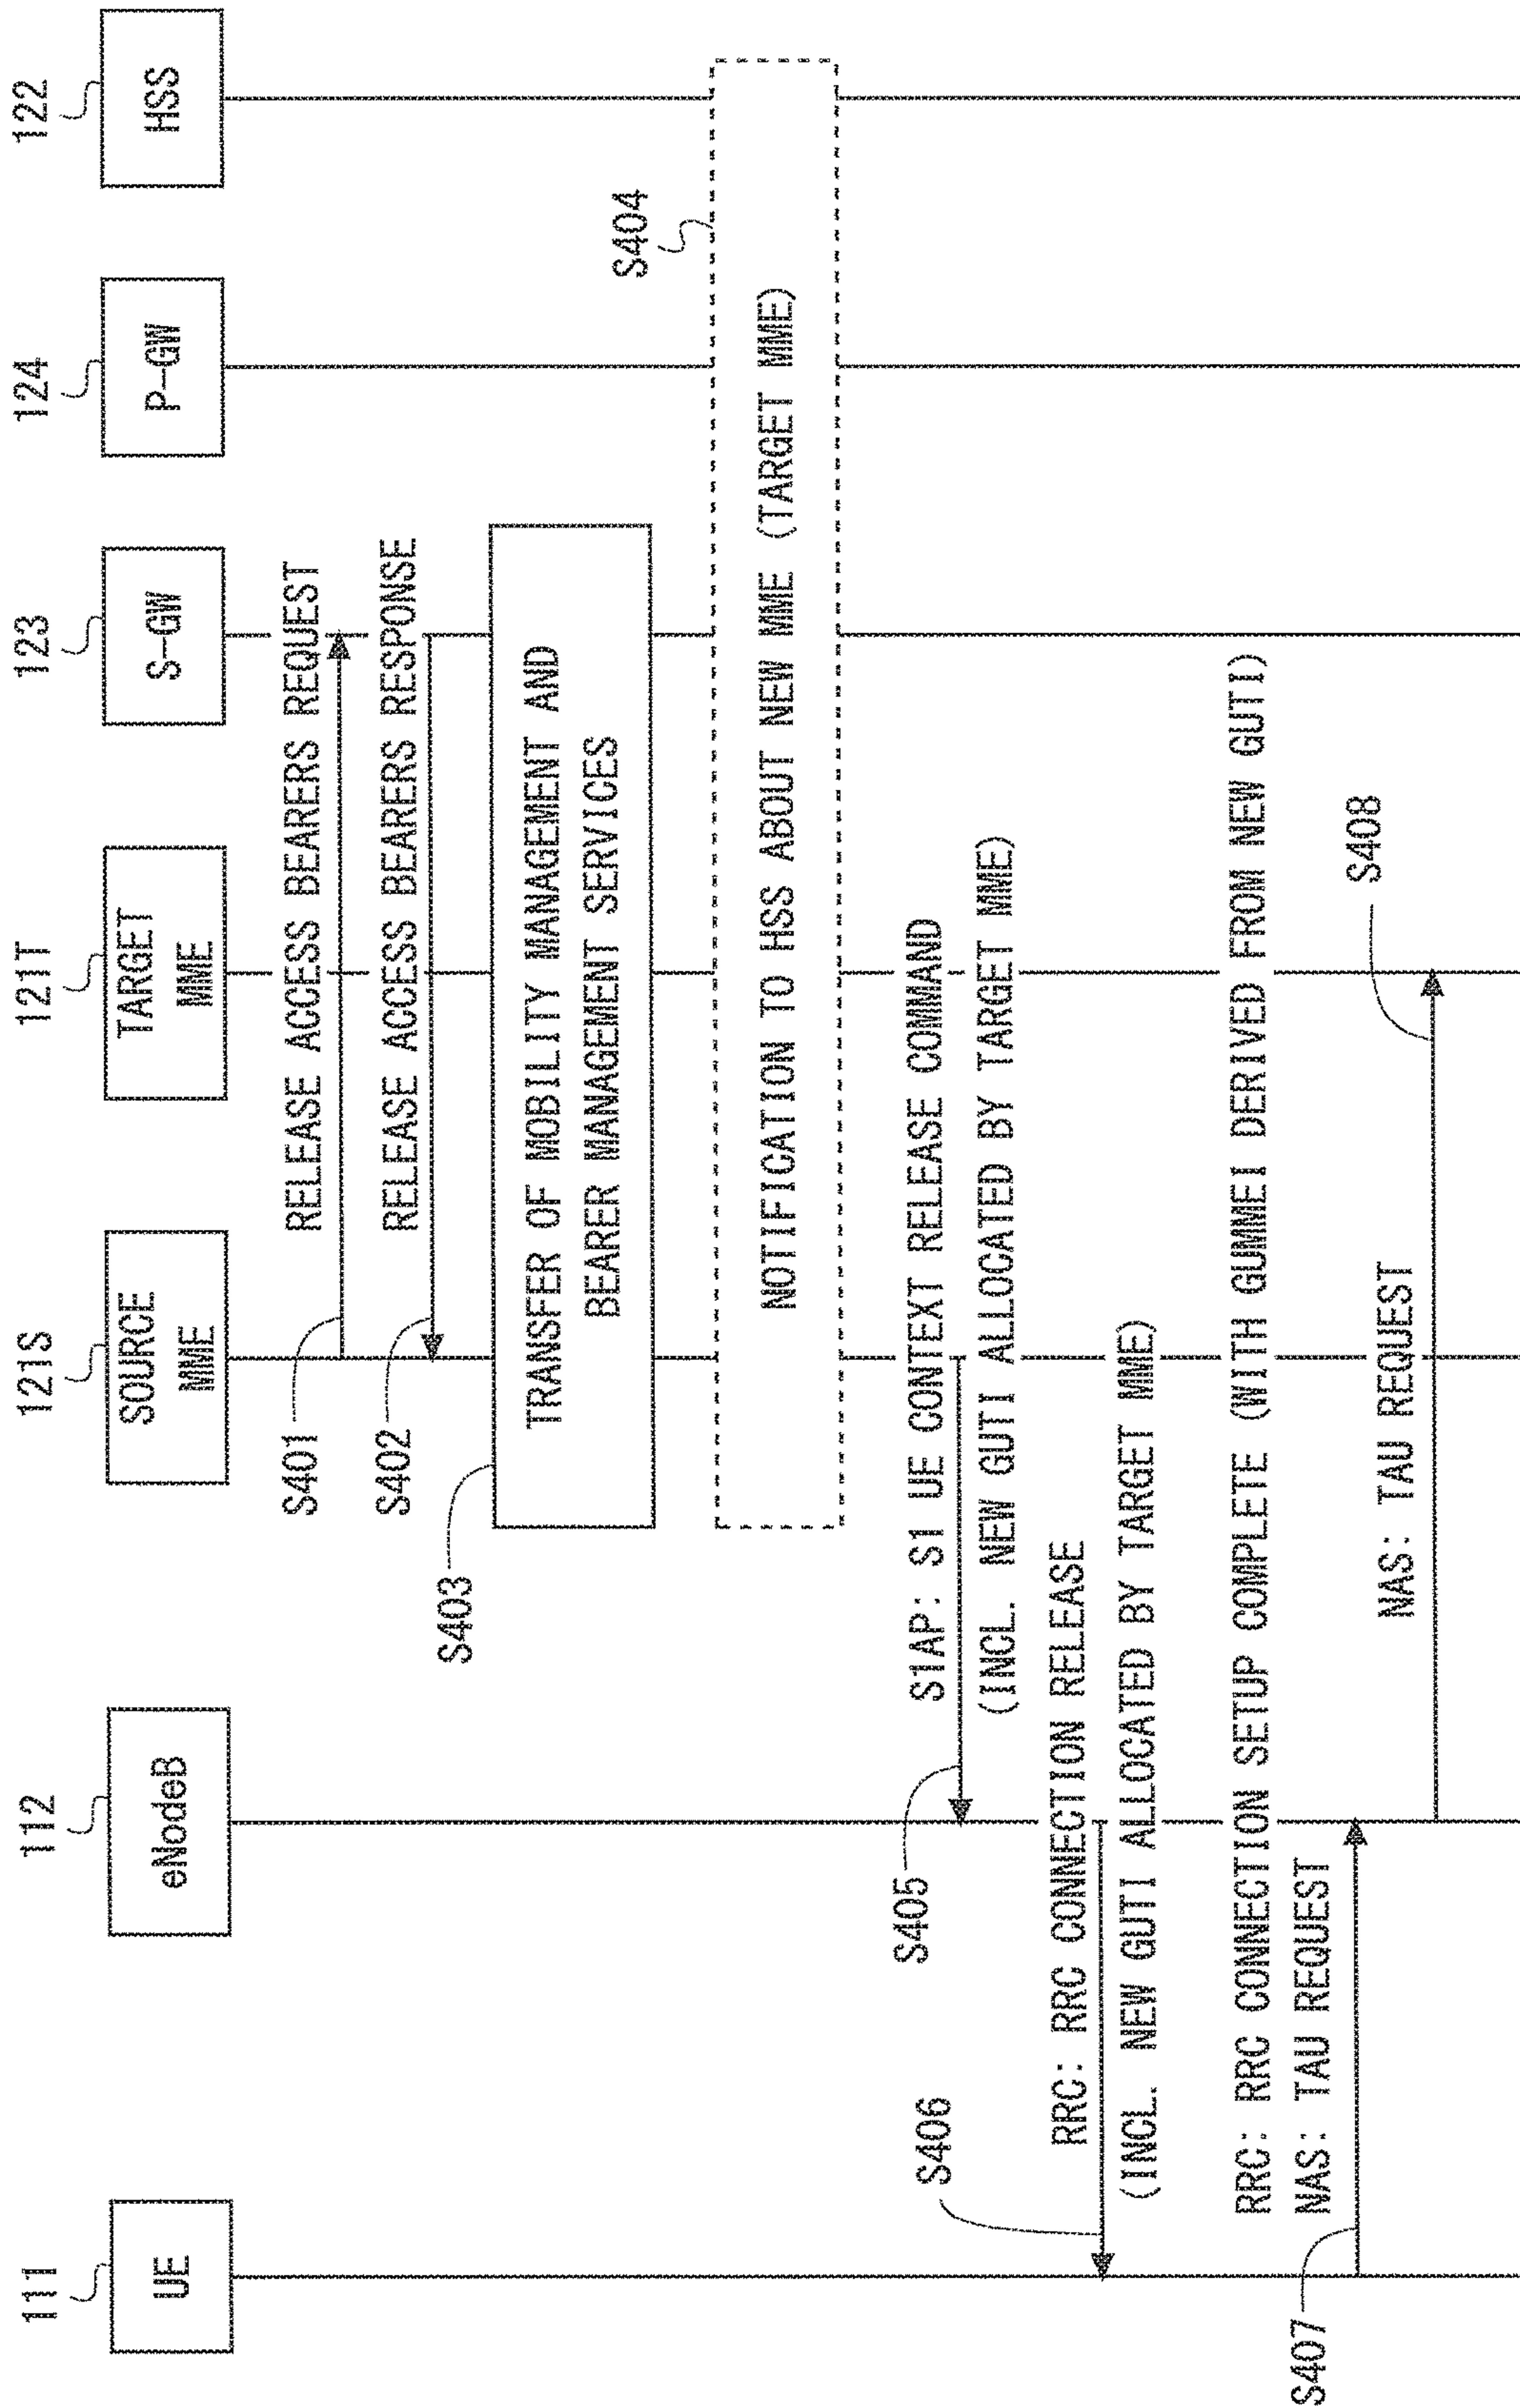 111
UE
112
eNodeB
121S
SOURCE
MME
121T
TARGET
MME
123
S-GW
124
P-GW
122
HSS
S401
RELEASE ACCESS BEARERS REQUEST
S402
RELEASE ACCESS BEARERS RESPONSE
S403
TRANSFER OF MOBILITY MANAGEMENT AND
BEARER MANAGEMENT SERVICES
S404
NOTIFICATION TO HSS ABOUT NEW MME (TARGET MME)
S405
S1AP: S1 UE CONTEXT RELEASE COMMAND
(INCL. NEW GUTI ALLOCATED BY TARGET MME)
S406
RRC: RRC CONNECTION RELEASE
(INCL. NEW GUTI ALLOCATED BY TARGET MME)
RRC: RRC CONNECTION SETUP COMPLETE (WITH GUMMEI DERIVED FROM NEW GUTI)
NAS: TAU REQUEST
S407
NAS: TAU REQUEST
S408